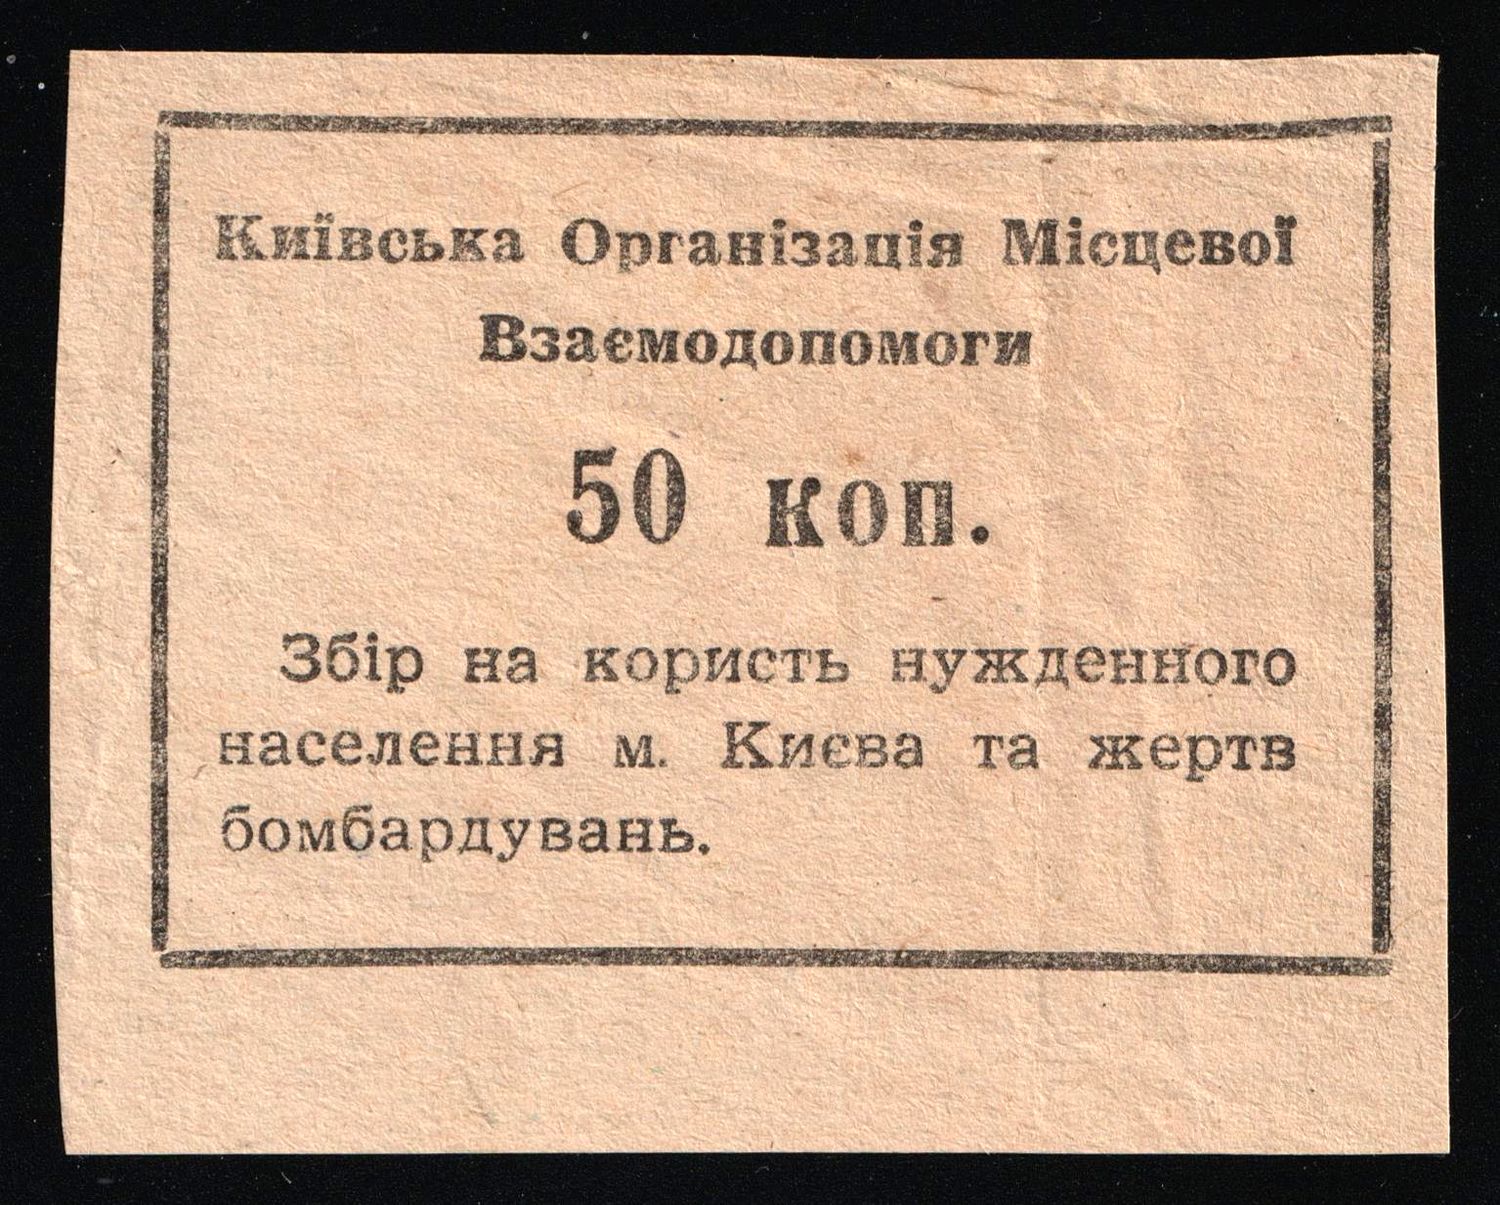 Київська Організація Місцевої
Взаємодопомоги
50 коп.
Збір на користь нужденного
населення м. Києва та жертв
бомбардувань.